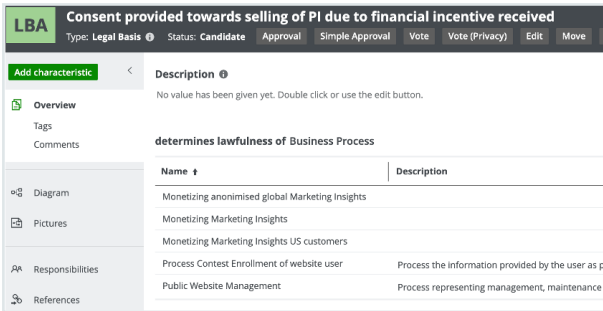 LBA
Consent provided towards selling of PI due to financial incentive received
Type: Legal Basis Status: Candidate Approval Simple Approval Vote Vote (Privacy) Edit Move
Add characteristic
Overview
Tags
Comments
Diagram
Pictures
Responsibilities
References
Description
No value has been given yet. Double click or use the edit button.
determines lawfulness of Business Process
Name ↑ Description
Monetizing anonimised global Marketing Insights
Monetizing Marketing Insights
Monetizing Marketing Insights US customers
Process Contest Enrollment of website user Process the information provided by the user as p
Public Website Management Process representing management, maintenance